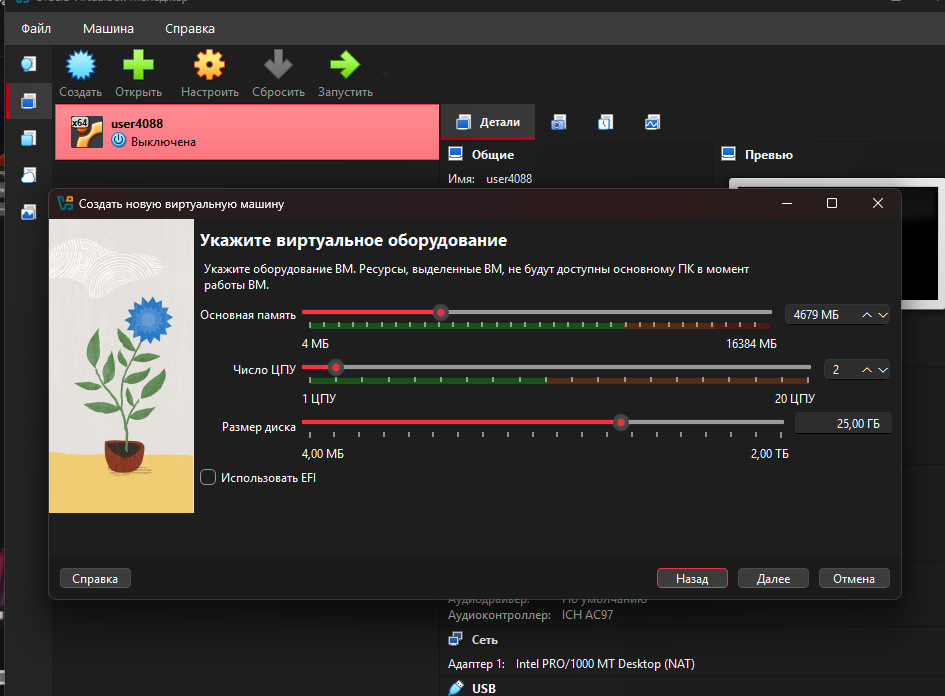 Файл Машина Справка
Создать Открыть Настроить Сбросить Запустить
x64 user4088
Выключена
Детали
Общие
Имя: user4088
Превью
Создать новую виртуальную машину
Укажите виртуальное оборудование
Укажите оборудование ВМ. Ресурсы, выделенные ВМ, не будут доступны основному ПК в момент
работы ВМ.
Основная память 4679 МБ
4 МБ 16384 МБ
Число ЦПУ 2
1 ЦПУ 20 ЦПУ
Размер диска 25,00 ГБ
4,00 МБ 2,00 ТБ
Использовать EFI
Справка Назад Далее Отмена
Аудиодрайвер: По умолчанию
Аудиоконтроллер: ICH AC97
Сеть
Адаптер 1: Intel PRO/1000 MT Desktop (NAT)
USB